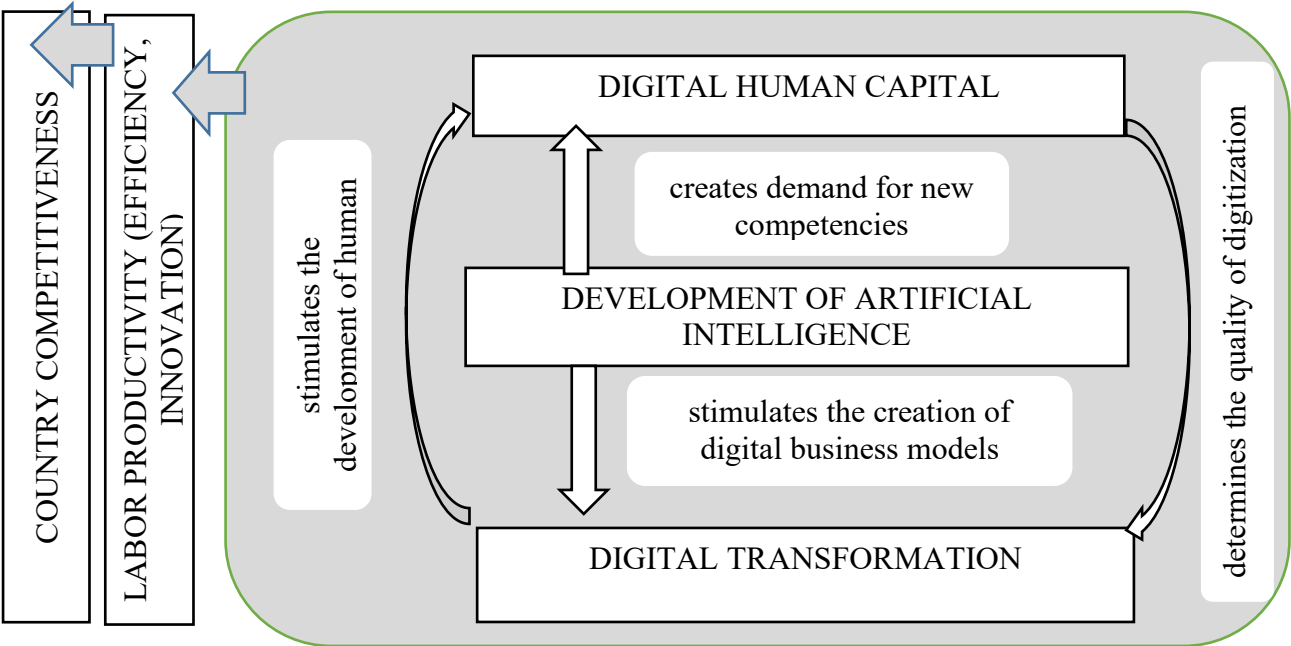 COUNTRY COMPETITIVENESS
LABOR PRODUCTIVITY (EFFICIENCY,
INNOVATION)
stimulates the
development of human
DIGITAL HUMAN CAPITAL
creates demand for new
competencies
DEVELOPMENT OF ARTIFICIAL
INTELLIGENCE
stimulates the creation of
digital business models
DIGITAL TRANSFORMATION
determines the quality of digitization